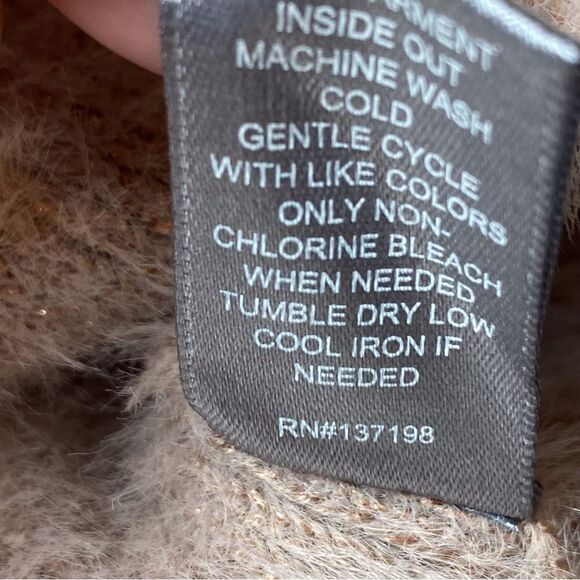 INSIDE OUT
MACHINE WASH
COLD
GENTLE CYCLE
WITH LIKE COLORS
ONLY NON-
CHLORINE BLEACH
WHEN NEEDED
TUMBLE DRY LOW
COOL IRON IF
NEEDED
RN#137198